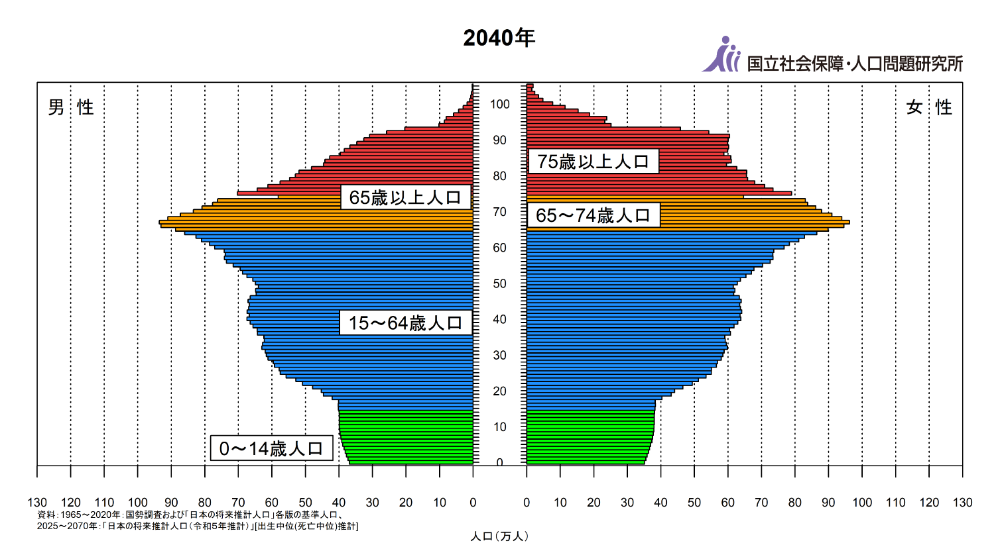 2040年
国立社会保障・人口問題研究所
男 性
女 性
100
90
80
70
60
50
40
30
20
10
0
75歳以上人口
65歳以上人口
65～74歳人口
15～64歳人口
0～14歳人口
130 120 110 100 90 80 70 60 50 40 30 20 10 0
0 10 20 30 40 50 60 70 80 90 100 110 120 130
資料：1965～2020年：国勢調査および「日本の将来推計人口」各版の基準人口、
2025～2070年：「日本の将来推計人口（令和5年推計）」[出生中位(死亡中位)推計]
人口（万人）